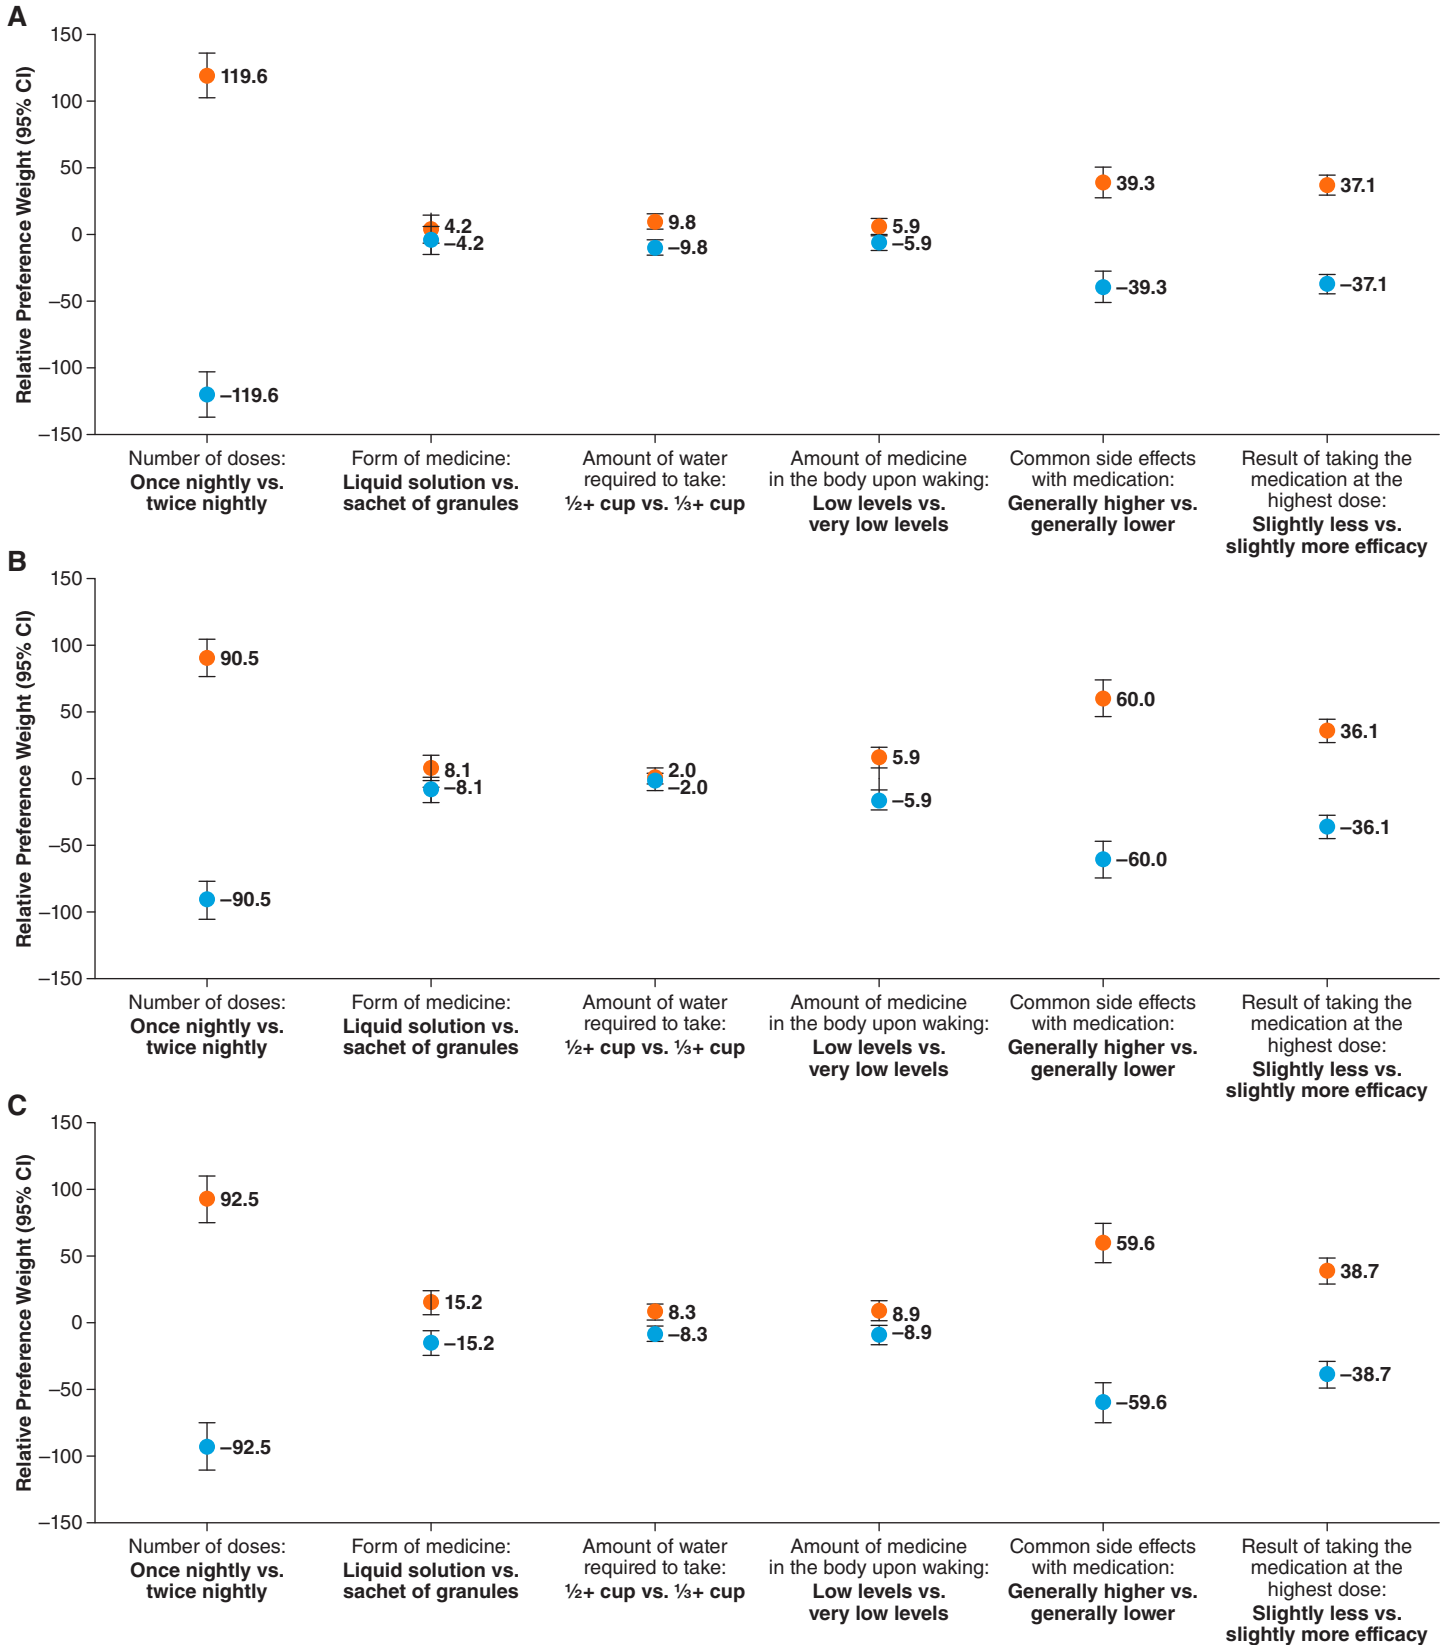 A
Relative Preference Weight (95% CI)
150
100
50
0
–50
–100
–150
119.6
–119.6
4.2
–4.2
9.8
–9.8
5.9
–5.9
39.3
–39.3
37.1
–37.1
Number of doses:
Once nightly vs.
twice nightly
Form of medicine:
Liquid solution vs.
sachet of granules
Amount of water
required to take:
½+ cup vs. ⅓+ cup
Amount of medicine
in the body upon waking:
Low levels vs.
very low levels
Common side effects
with medication:
Generally higher vs.
generally lower
Result of taking the
medication at the
highest dose:
Slightly less vs.
slightly more efficacy
B
Relative Preference Weight (95% CI)
150
100
50
0
–50
–100
–150
90.5
–90.5
8.1
–8.1
2.0
–2.0
5.9
–5.9
60.0
–60.0
36.1
–36.1
Number of doses:
Once nightly vs.
twice nightly
Form of medicine:
Liquid solution vs.
sachet of granules
Amount of water
required to take:
½+ cup vs. ⅓+ cup
Amount of medicine
in the body upon waking:
Low levels vs.
very low levels
Common side effects
with medication:
Generally higher vs.
generally lower
Result of taking the
medication at the
highest dose:
Slightly less vs.
slightly more efficacy
C
Relative Preference Weight (95% CI)
150
100
50
0
–50
–100
–150
92.5
–92.5
15.2
–15.2
8.3
–8.3
8.9
–8.9
59.6
–59.6
38.7
–38.7
Number of doses:
Once nightly vs.
twice nightly
Form of medicine:
Liquid solution vs.
sachet of granules
Amount of water
required to take:
½+ cup vs. ⅓+ cup
Amount of medicine
in the body upon waking:
Low levels vs.
very low levels
Common side effects
with medication:
Generally higher vs.
generally lower
Result of taking the
medication at the
highest dose:
Slightly less vs.
slightly more efficacy